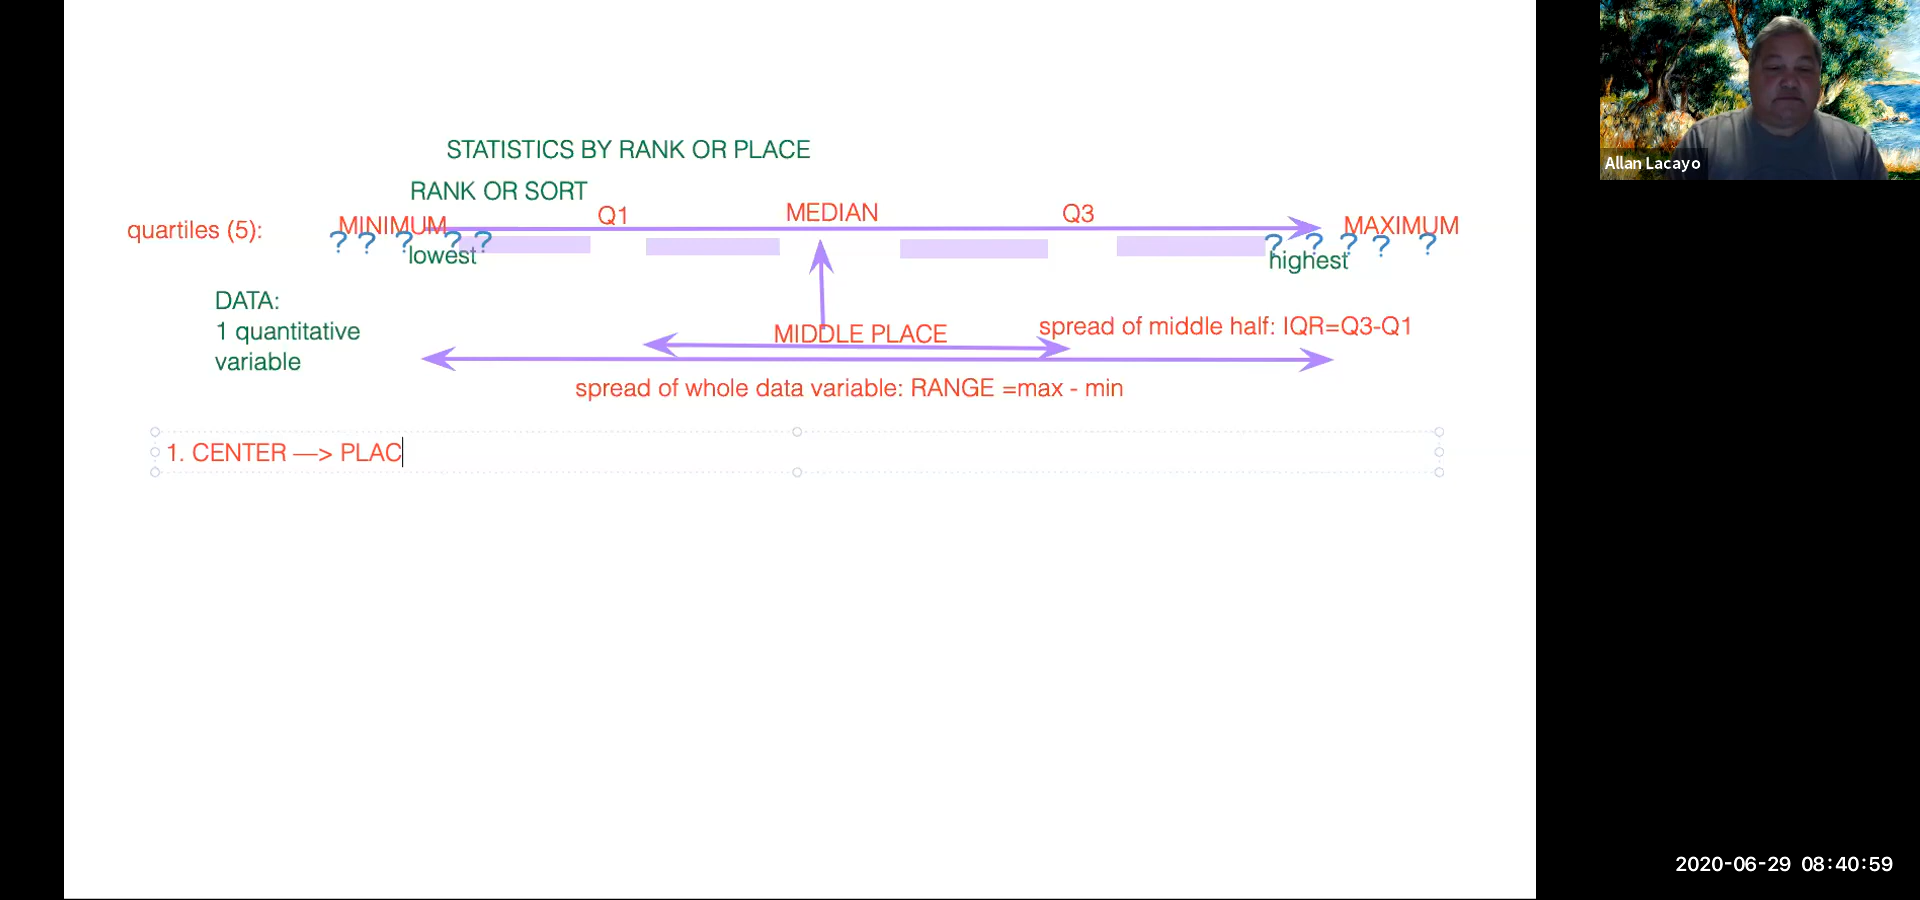 STATISTICS BY RANK OR PLACE
RANK OR SORT
quartiles (5): MINIMUM Q1 MEDIAN Q3 MAXIMUM
? ? ? ? ? ? ? ? ? ?
lowest highest
DATA:
1 quantitative
variable
MIDDLE PLACE
spread of middle half: IQR=Q3-Q1
spread of whole data variable: RANGE =max - min
1. CENTER —> PLAC
Allan Lacayo
2020-06-29 08:40:59